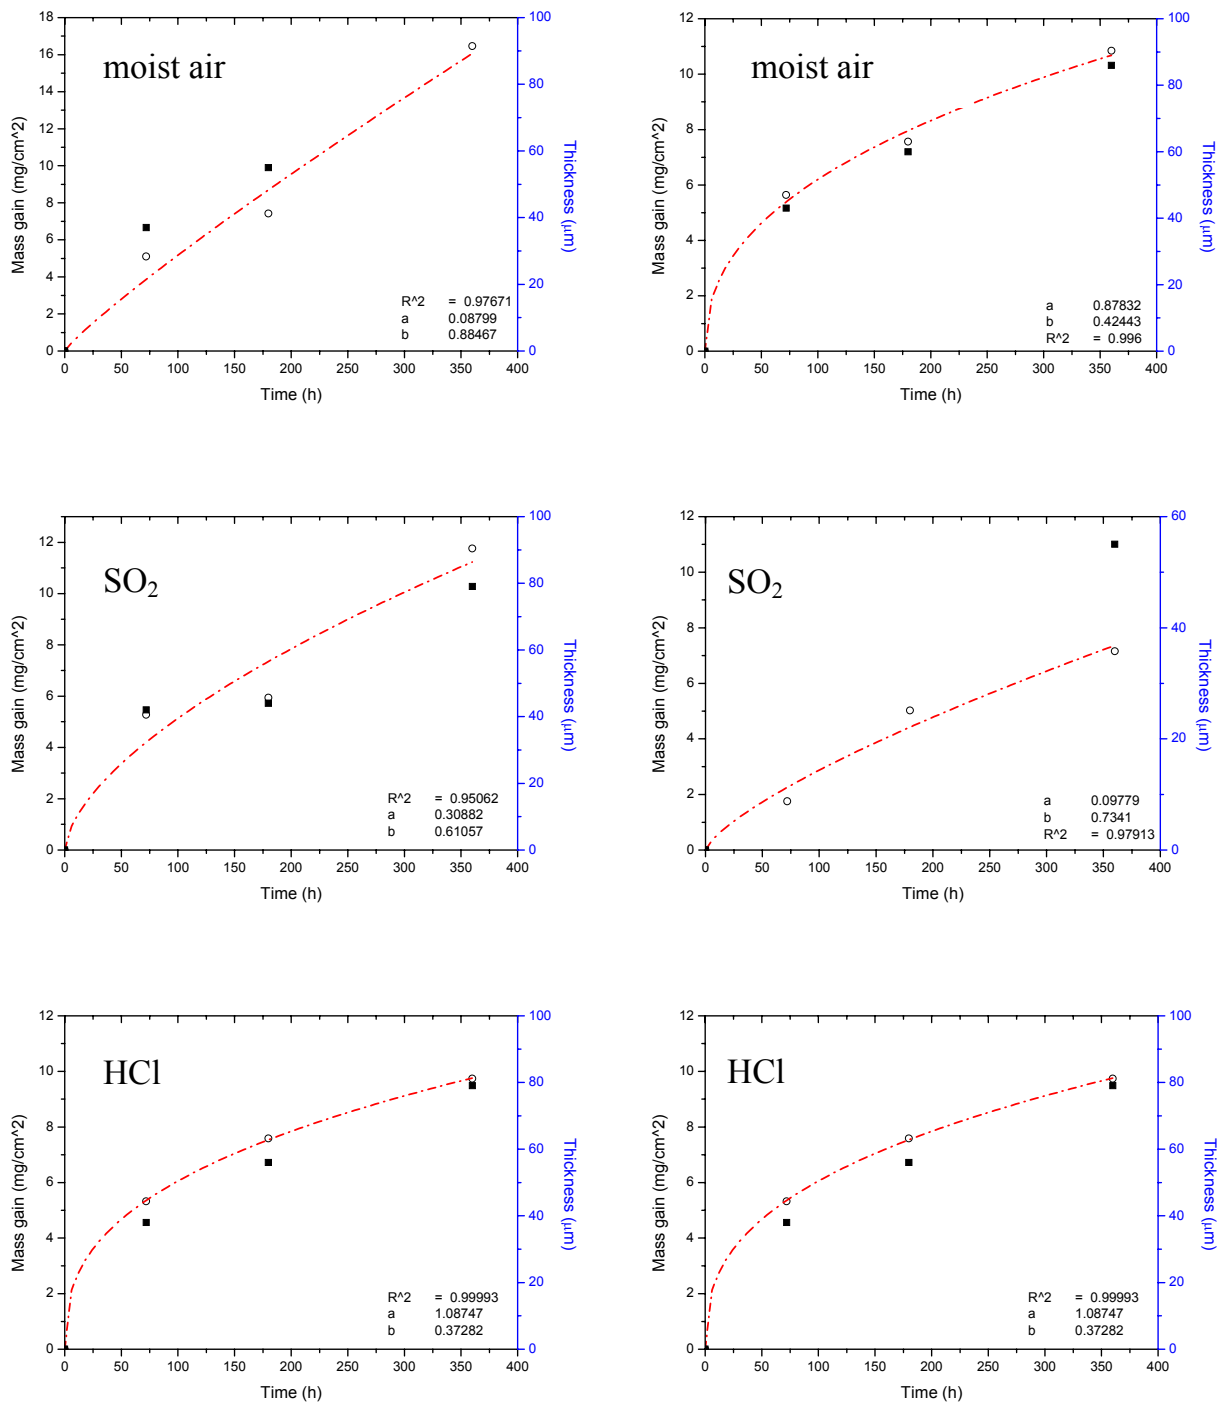 moist air
Mass gain (mg/cm^2)
18
16
14
12
10
8
6
4
2
0
100
80
60
40
20
0
Thickness (μm)
R^2 = 0.97671
a 0.08799
b 0.88467
0 50 100 150 200 250 300 350 400
Time (h)
moist air
Mass gain (mg/cm^2)
12
10
8
6
4
2
0
100
80
60
40
20
0
Thickness (μm)
a 0.87832
b 0.42443
R^2 = 0.996
0 50 100 150 200 250 300 350 400
Time (h)
SO₂
Mass gain (mg/cm^2)
12
10
8
6
4
2
0
100
80
60
40
20
0
Thickness (μm)
R^2 = 0.95062
a 0.30882
b 0.61057
0 50 100 150 200 250 300 350 400
Time (h)
SO₂
Mass gain (mg/cm^2)
12
10
8
6
4
2
0
60
40
20
0
Thickness (μm)
a 0.09779
b 0.7341
R^2 = 0.97913
0 50 100 150 200 250 300 350 400
Time (h)
HCl
Mass gain (mg/cm^2)
12
10
8
6
4
2
0
100
80
60
40
20
0
Thickness (μm)
R^2 = 0.99993
a 1.08747
b 0.37282
0 50 100 150 200 250 300 350 400
Time (h)
HCl
Mass gain (mg/cm^2)
12
10
8
6
4
2
0
100
80
60
40
20
0
Thickness (μm)
R^2 = 0.99993
a 1.08747
b 0.37282
0 50 100 150 200 250 300 350 400
Time (h)